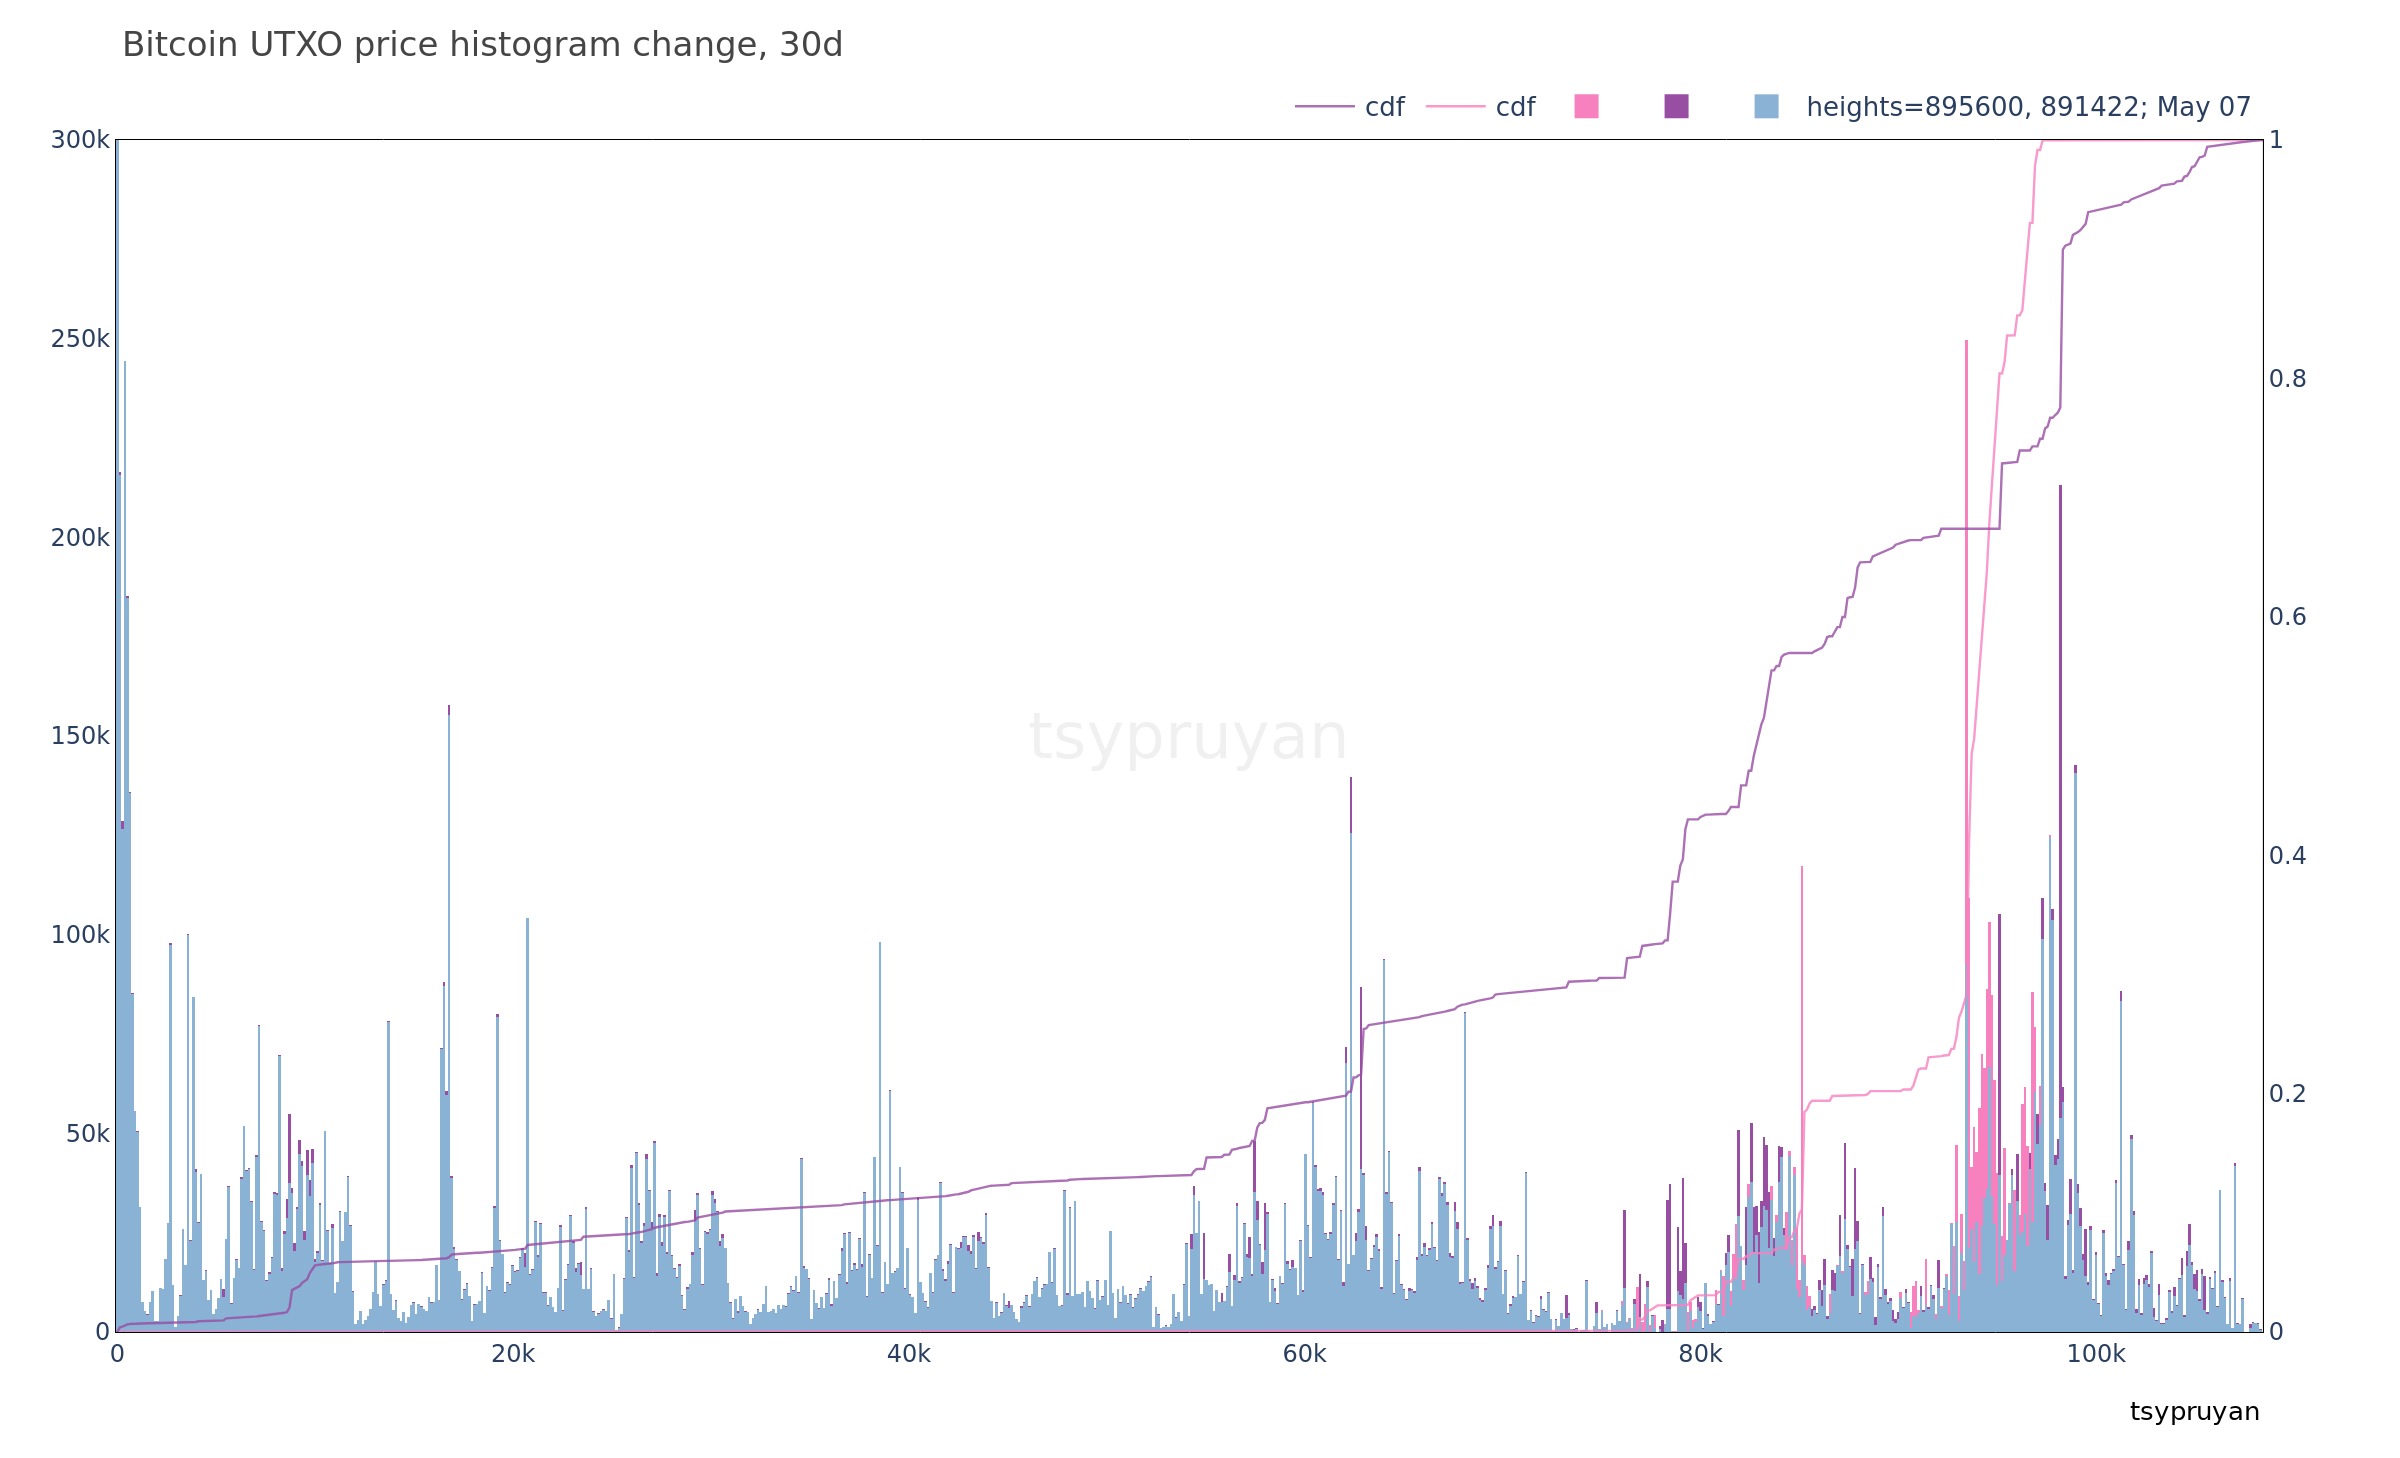 Bitcoin UTXO price histogram change, 30d
cdf cdf heights=895600, 891422; May 07
300k 1
250k
0.8
200k
0.6
tsypruyan
150k
0.4
100k
0.2
50k
0 0
0 20k 40k 60k 80k 100k
tsypruyan